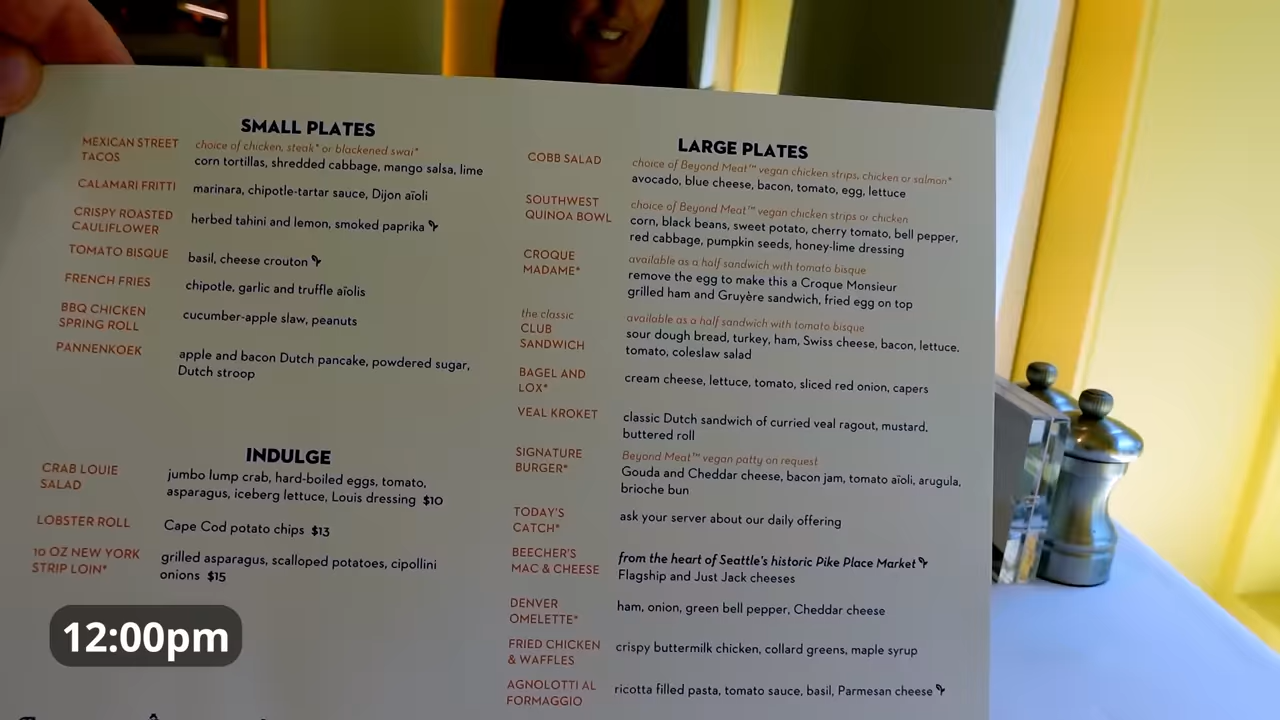 SMALL PLATES
MEXICAN STREET
TACOS
choice of chicken, steak* or blackened swai*
corn tortillas, shredded cabbage, mango salsa, lime
CALAMARI FRITTI
marinara, chipotle-tartar sauce, Dijon aïoli
CRISPY ROASTED
CAULIFLOWER
herbed tahini and lemon, smoked paprika
TOMATO BISQUE
basil, cheese crouton
FRENCH FRIES
chipotle, garlic and truffle aïolis
BBQ CHICKEN
SPRING ROLL
cucumber-apple slaw, peanuts
PANNENKOEK
apple and bacon Dutch pancake, powdered sugar,
Dutch stroop
INDULGE
CRAB LOUIE
SALAD
jumbo lump crab, hard-boiled eggs, tomato,
asparagus, iceberg lettuce, Louis dressing $10
LOBSTER ROLL
Cape Cod potato chips $13
10 OZ NEW YORK
STRIP LOIN*
grilled asparagus, scalloped potatoes, cipollini
onions $15
LARGE PLATES
COBB SALAD
choice of Beyond Meat™ vegan chicken strips, chicken or salmon*
avocado, blue cheese, bacon, tomato, egg, lettuce
SOUTHWEST
QUINOA BOWL
choice of Beyond Meat™ vegan chicken strips or chicken
corn, black beans, sweet potato, cherry tomato, bell pepper,
red cabbage, pumpkin seeds, honey-lime dressing
CROQUE
MADAME*
available as a half sandwich with tomato bisque
remove the egg to make this a Croque Monsieur
grilled ham and Gruyère sandwich, fried egg on top
the classic
CLUB
SANDWICH
available as a half sandwich with tomato bisque
sour dough bread, turkey, ham, Swiss cheese, bacon, lettuce.
tomato, coleslaw salad
BAGEL AND
LOX*
cream cheese, lettuce, tomato, sliced red onion, capers
VEAL KROKET
classic Dutch sandwich of curried veal ragout, mustard.
buttered roll
SIGNATURE
BURGER*
Beyond Meat™ vegan patty on request
Gouda and Cheddar cheese, bacon jam, tomato aïoli, arugula,
brioche bun
TODAY'S
CATCH*
ask your server about our daily offering
BEECHER'S
MAC & CHEESE
from the heart of Seattle's historic Pike Place Market
Flagship and Just Jack cheeses
DENVER
OMELETTE*
ham, onion, green bell pepper, Cheddar cheese
FRIED CHICKEN
& WAFFLES
crispy buttermilk chicken, collard greens, maple syrup
AGNOLOTTI AL
FORMAGGIO
ricotta filled pasta, tomato sauce, basil, Parmesan cheese
12:00pm